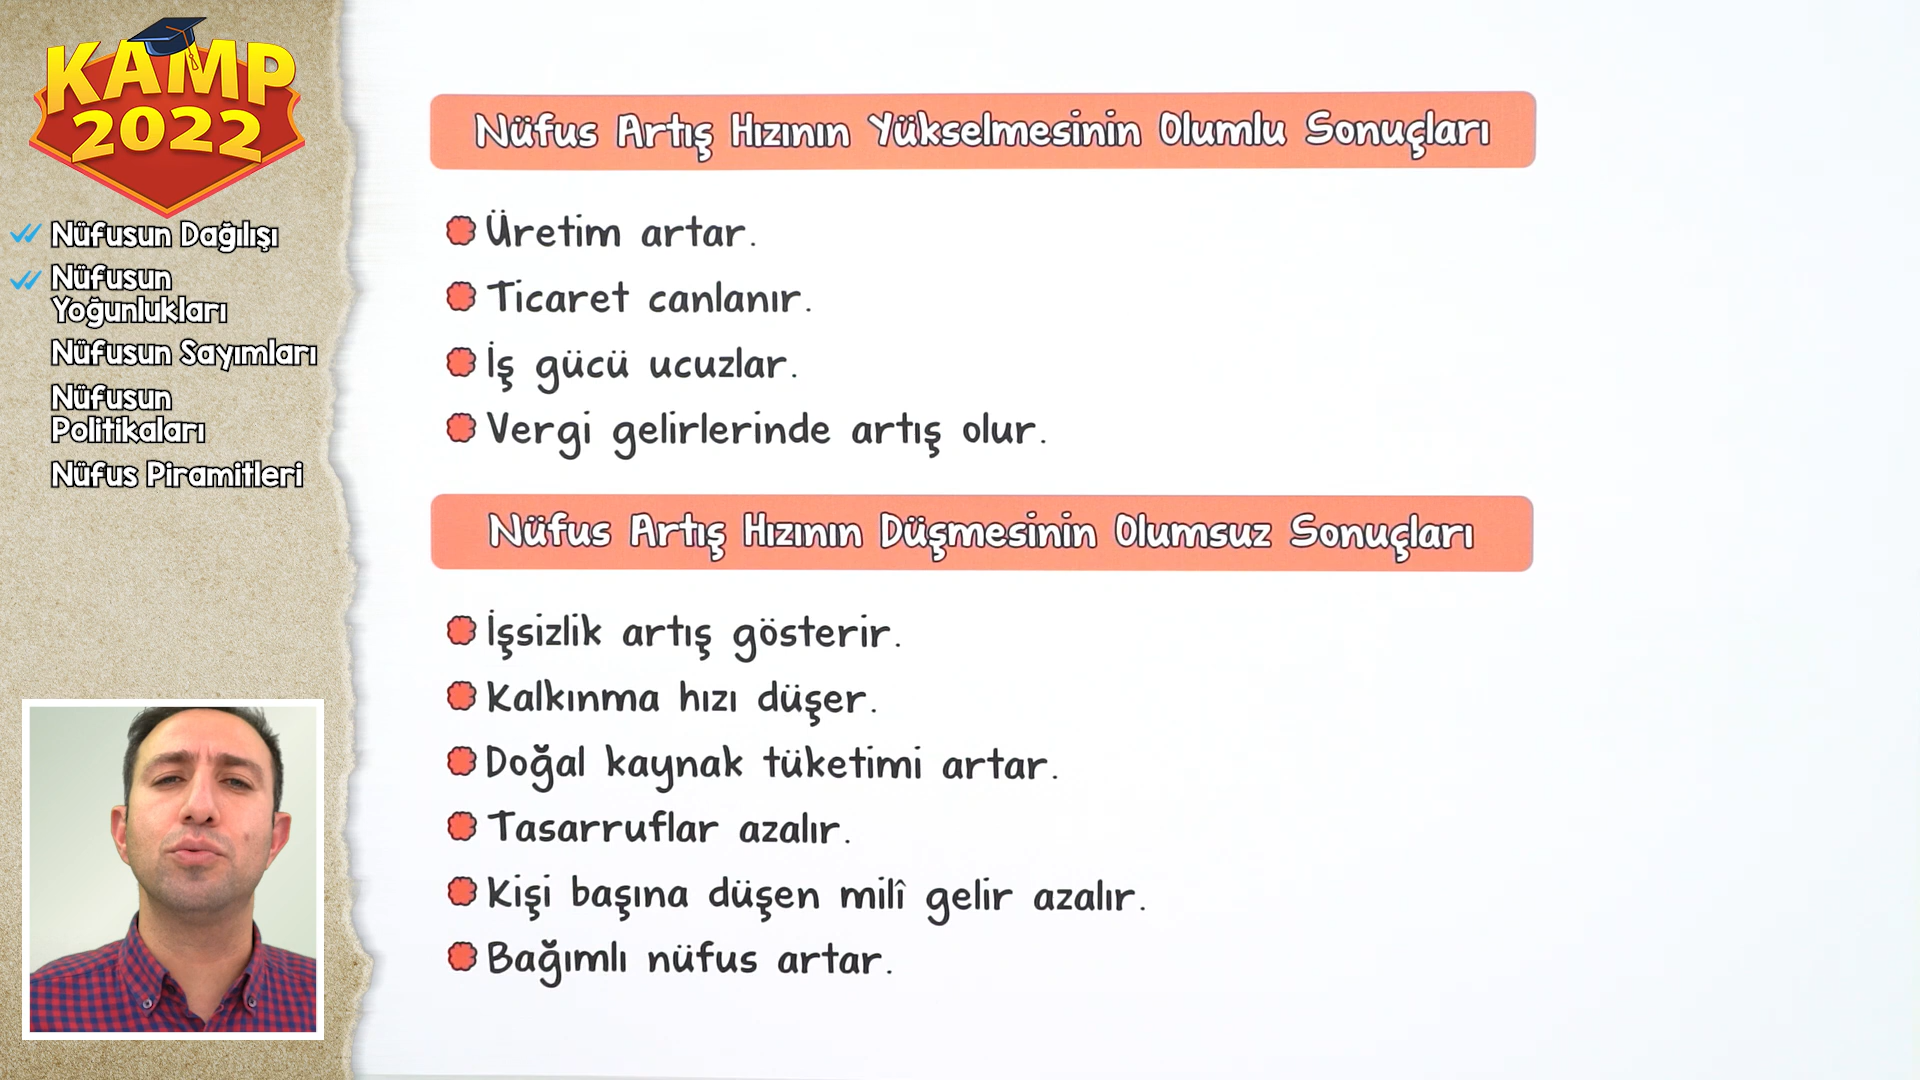 KAMP
2022
Nüfusun Dağılışı
Nüfusun
Yoğunlukları
Nüfusun Sayımları
Nüfusun
Politikaları
Nüfus Piramitleri
Nüfus Artış Hızının Yükselmesinin Olumlu Sonuçları
Üretim artar.
Ticaret canlanır.
İş gücü ucuzlar.
Vergi gelirlerinde artış olur.
Nüfus Artış Hızının Düşmesinin Olumsuz Sonuçları
İşsizlik artış gösterir.
Kalkınma hızı düşer.
Doğal kaynak tüketimi artar.
Tasarruflar azalır.
Kişi başına düşen milî gelir azalır.
Bağımlı nüfus artar.